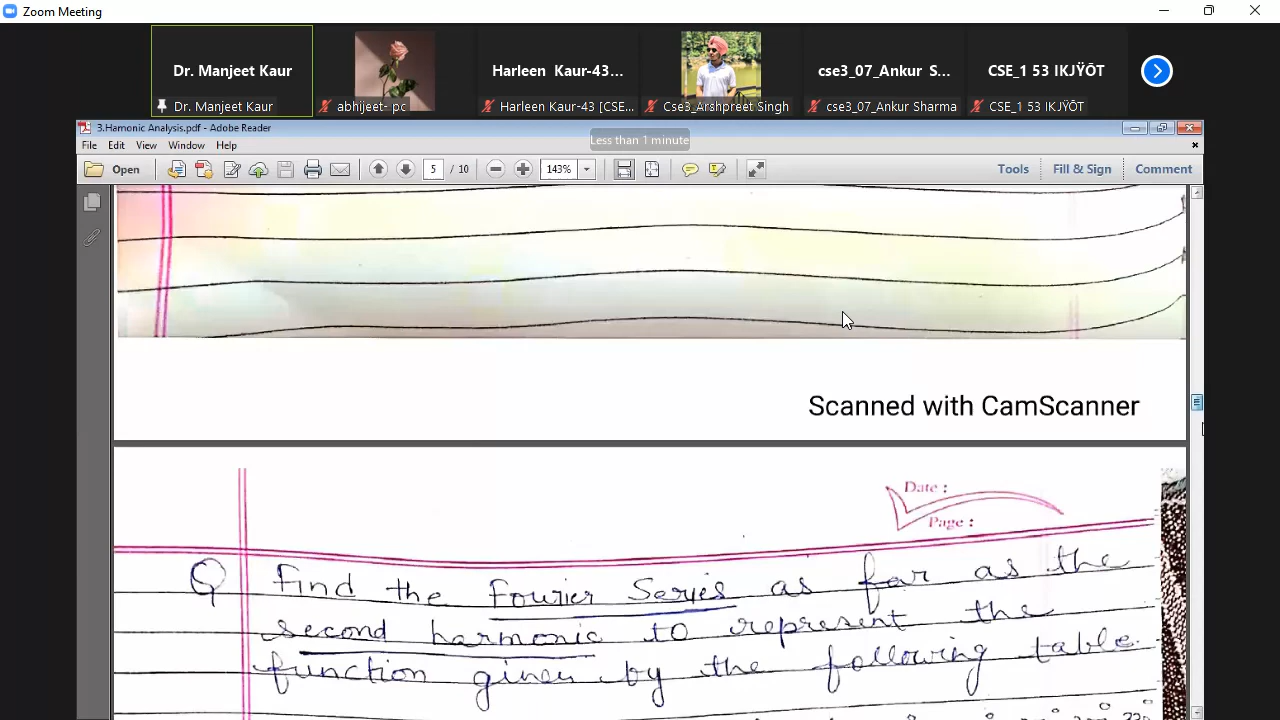 Zoom Meeting
Dr. Manjeet Kaur
Harleen Kaur-43...
cse3_07_Ankur S...
CSE_1 53 IKJŸÖT
Dr. Manjeet Kaur
abhijeet- pc
Harleen Kaur-43 [CSE...
Cse3_Arshpreet Singh
cse3_07_Ankur Sharma
CSE_1 53 IKJŸÖT
3.Hamonic Analysis.pdf - Adobe Reader
Less than 1 minute
File Edit View Window Help
Open
5 / 10
143%
Tools
Fill & Sign
Comment
Scanned with CamScanner
Date :
Page :
Q Find the Fourier Series as far as the
second harmonic to represent the
function given by the following table.